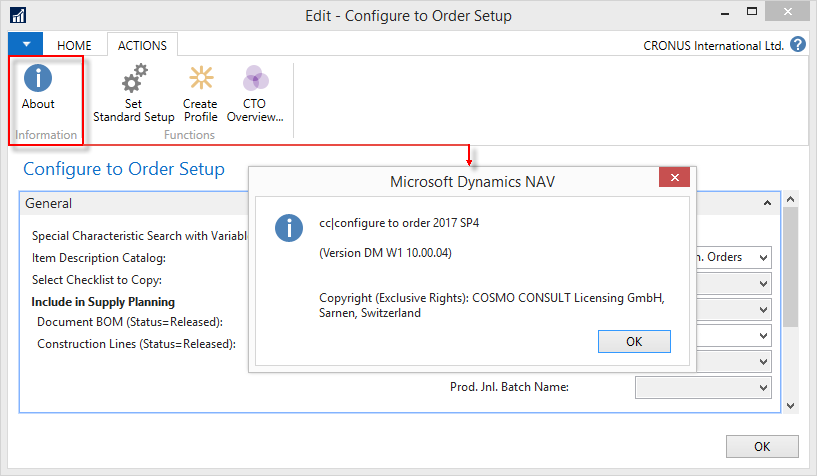 Edit - Configure to Order Setup
HOME
ACTIONS
CRONUS International Ltd.
About
Set
Standard Setup
Create
Profile
CTO
Overview...
Information
Functions
Configure to Order Setup
General
Special Characteristic Search with Variabl
Item Description Catalog:
Select Checklist to Copy:
Include in Supply Planning
Document BOM (Status=Released):
Construction Lines (Status=Released):
Orders
Prod. Jnl. Batch Name:
Microsoft Dynamics NAV
cc|configure to order 2017 SP4
(Version DM W1 10.00.04)
Copyright (Exclusive Rights): COSMO CONSULT Licensing GmbH,
Sarnen, Switzerland
OK
OK